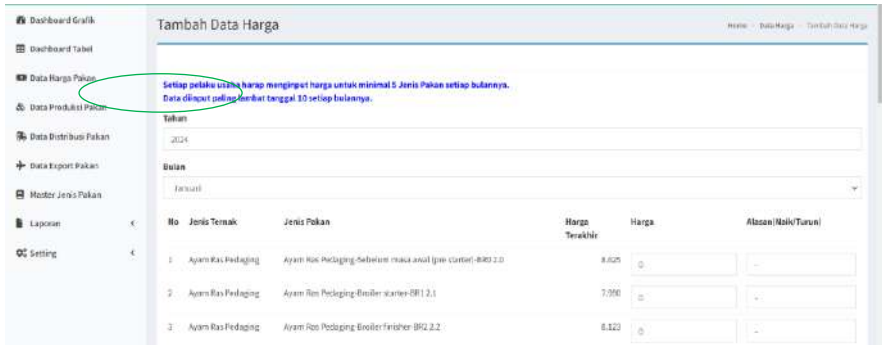 Dashboard Grafik
Dashboard Tabel
Data Harga Pakan
Data Produksi Pakan
Data Distribusi Pakan
Data Export Pakan
Master Jenis Pakan
Laporan
Setting
Tambah Data Harga
Home - Data Harga - Tambah Data Harga
Setiap pelaku usaha harap menginput harga untuk minimal 5 Jenis Pakan setiap bulannya.
Data diinput paling lambat tanggal 10 setiap bulannya.
Tahun
2024
Bulan
Januari
No Jenis Ternak Jenis Pakan Harga Terakhir Harga Alasan(Naik/Turun)
1 Ayam Ras Pedaging Ayam Ras Pedaging-Sebelum masa awal (pre starter)-BR0 2.0 8.825 0 -
2 Ayam Ras Pedaging Ayam Ras Pedaging-Broiler starter-BR1 2.1 7.990 0 -
3 Ayam Ras Pedaging Ayam Ras Pedaging-Broiler finisher-BR2 2.2 8.123 0 -